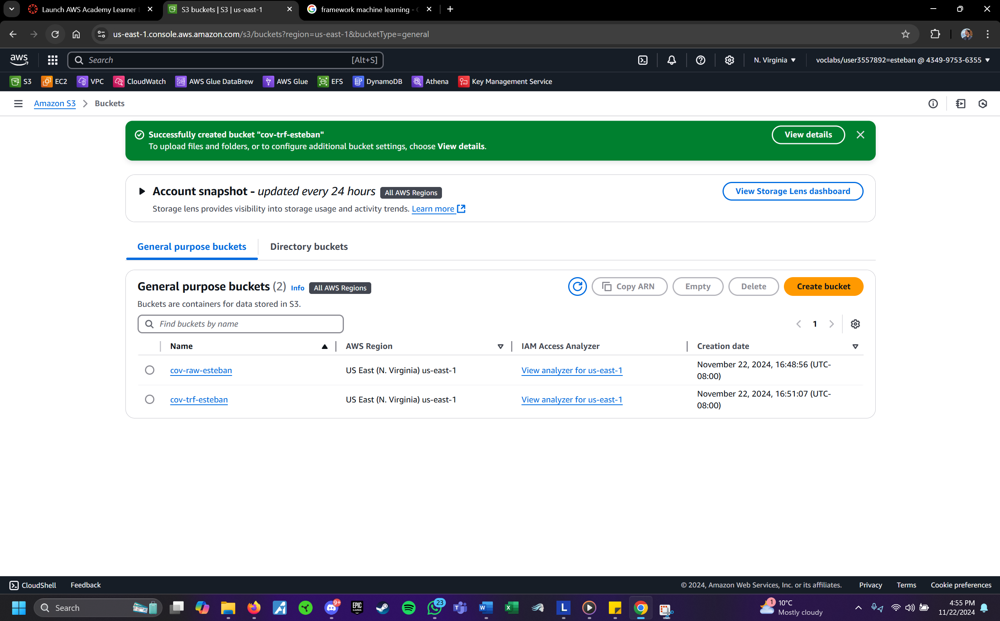 Launch AWS Academy Learner
S3 buckets | S3 | us-east-1
framework machine learning -
us-east-1.console.aws.amazon.com/s3/buckets?region=us-east-1&bucketType=general
aws
Search
[Alt+S]
N. Virginia
voclabs/user3557892=esteban @ 4349-9753-6355
S3
EC2
VPC
CloudWatch
AWS Glue DataBrew
AWS Glue
EFS
DynamoDB
Athena
Key Management Service
Amazon S3
Buckets
Successfully created bucket "cov-trf-esteban"
To upload files and folders, or to configure additional bucket settings, choose View details.
View details
Account snapshot - updated every 24 hours
All AWS Regions
View Storage Lens dashboard
Storage lens provides visibility into storage usage and activity trends. Learn more
General purpose buckets
Directory buckets
General purpose buckets (2)
Info
All AWS Regions
Copy ARN
Empty
Delete
Create bucket
Buckets are containers for data stored in S3.
Find buckets by name
1
Name
AWS Region
IAM Access Analyzer
Creation date
cov-raw-esteban
US East (N. Virginia) us-east-1
View analyzer for us-east-1
November 22, 2024, 16:48:56 (UTC-
08:00)
cov-trf-esteban
US East (N. Virginia) us-east-1
View analyzer for us-east-1
November 22, 2024, 16:51:07 (UTC-
08:00)
CloudShell
Feedback
© 2024, Amazon Web Services, Inc. or its affiliates.
Privacy
Terms
Cookie preferences
Search
9+
EPIC
GAMES
23
T
W
X
L
1
10°C
Mostly cloudy
4:55 PM
11/22/2024